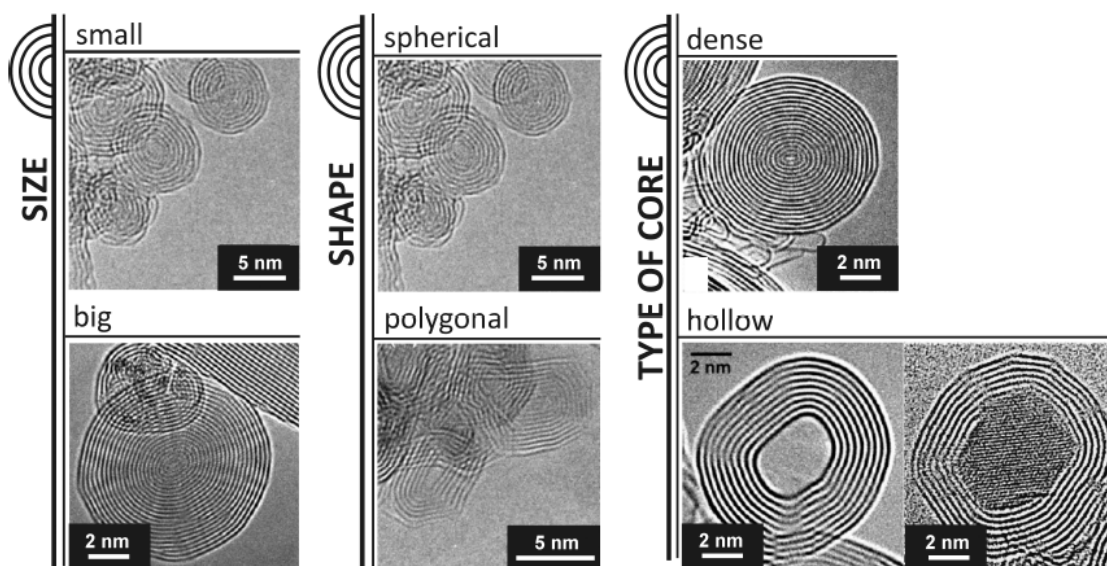 SIZE
small
5 nm
big
2 nm
SHAPE
spherical
5 nm
polygonal
5 nm
TYPE OF CORE
dense
2 nm
hollow
2 nm
2 nm
2 nm